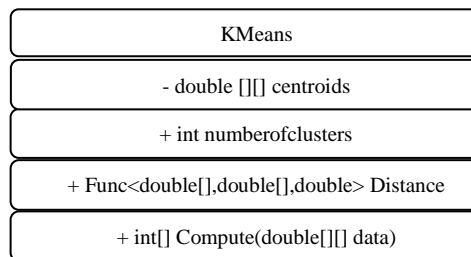 KMeans
- double [][] centroids
+ int numberofclusters
+ Func<double[],double[],double> Distance
+ int[] Compute(double[][] data)